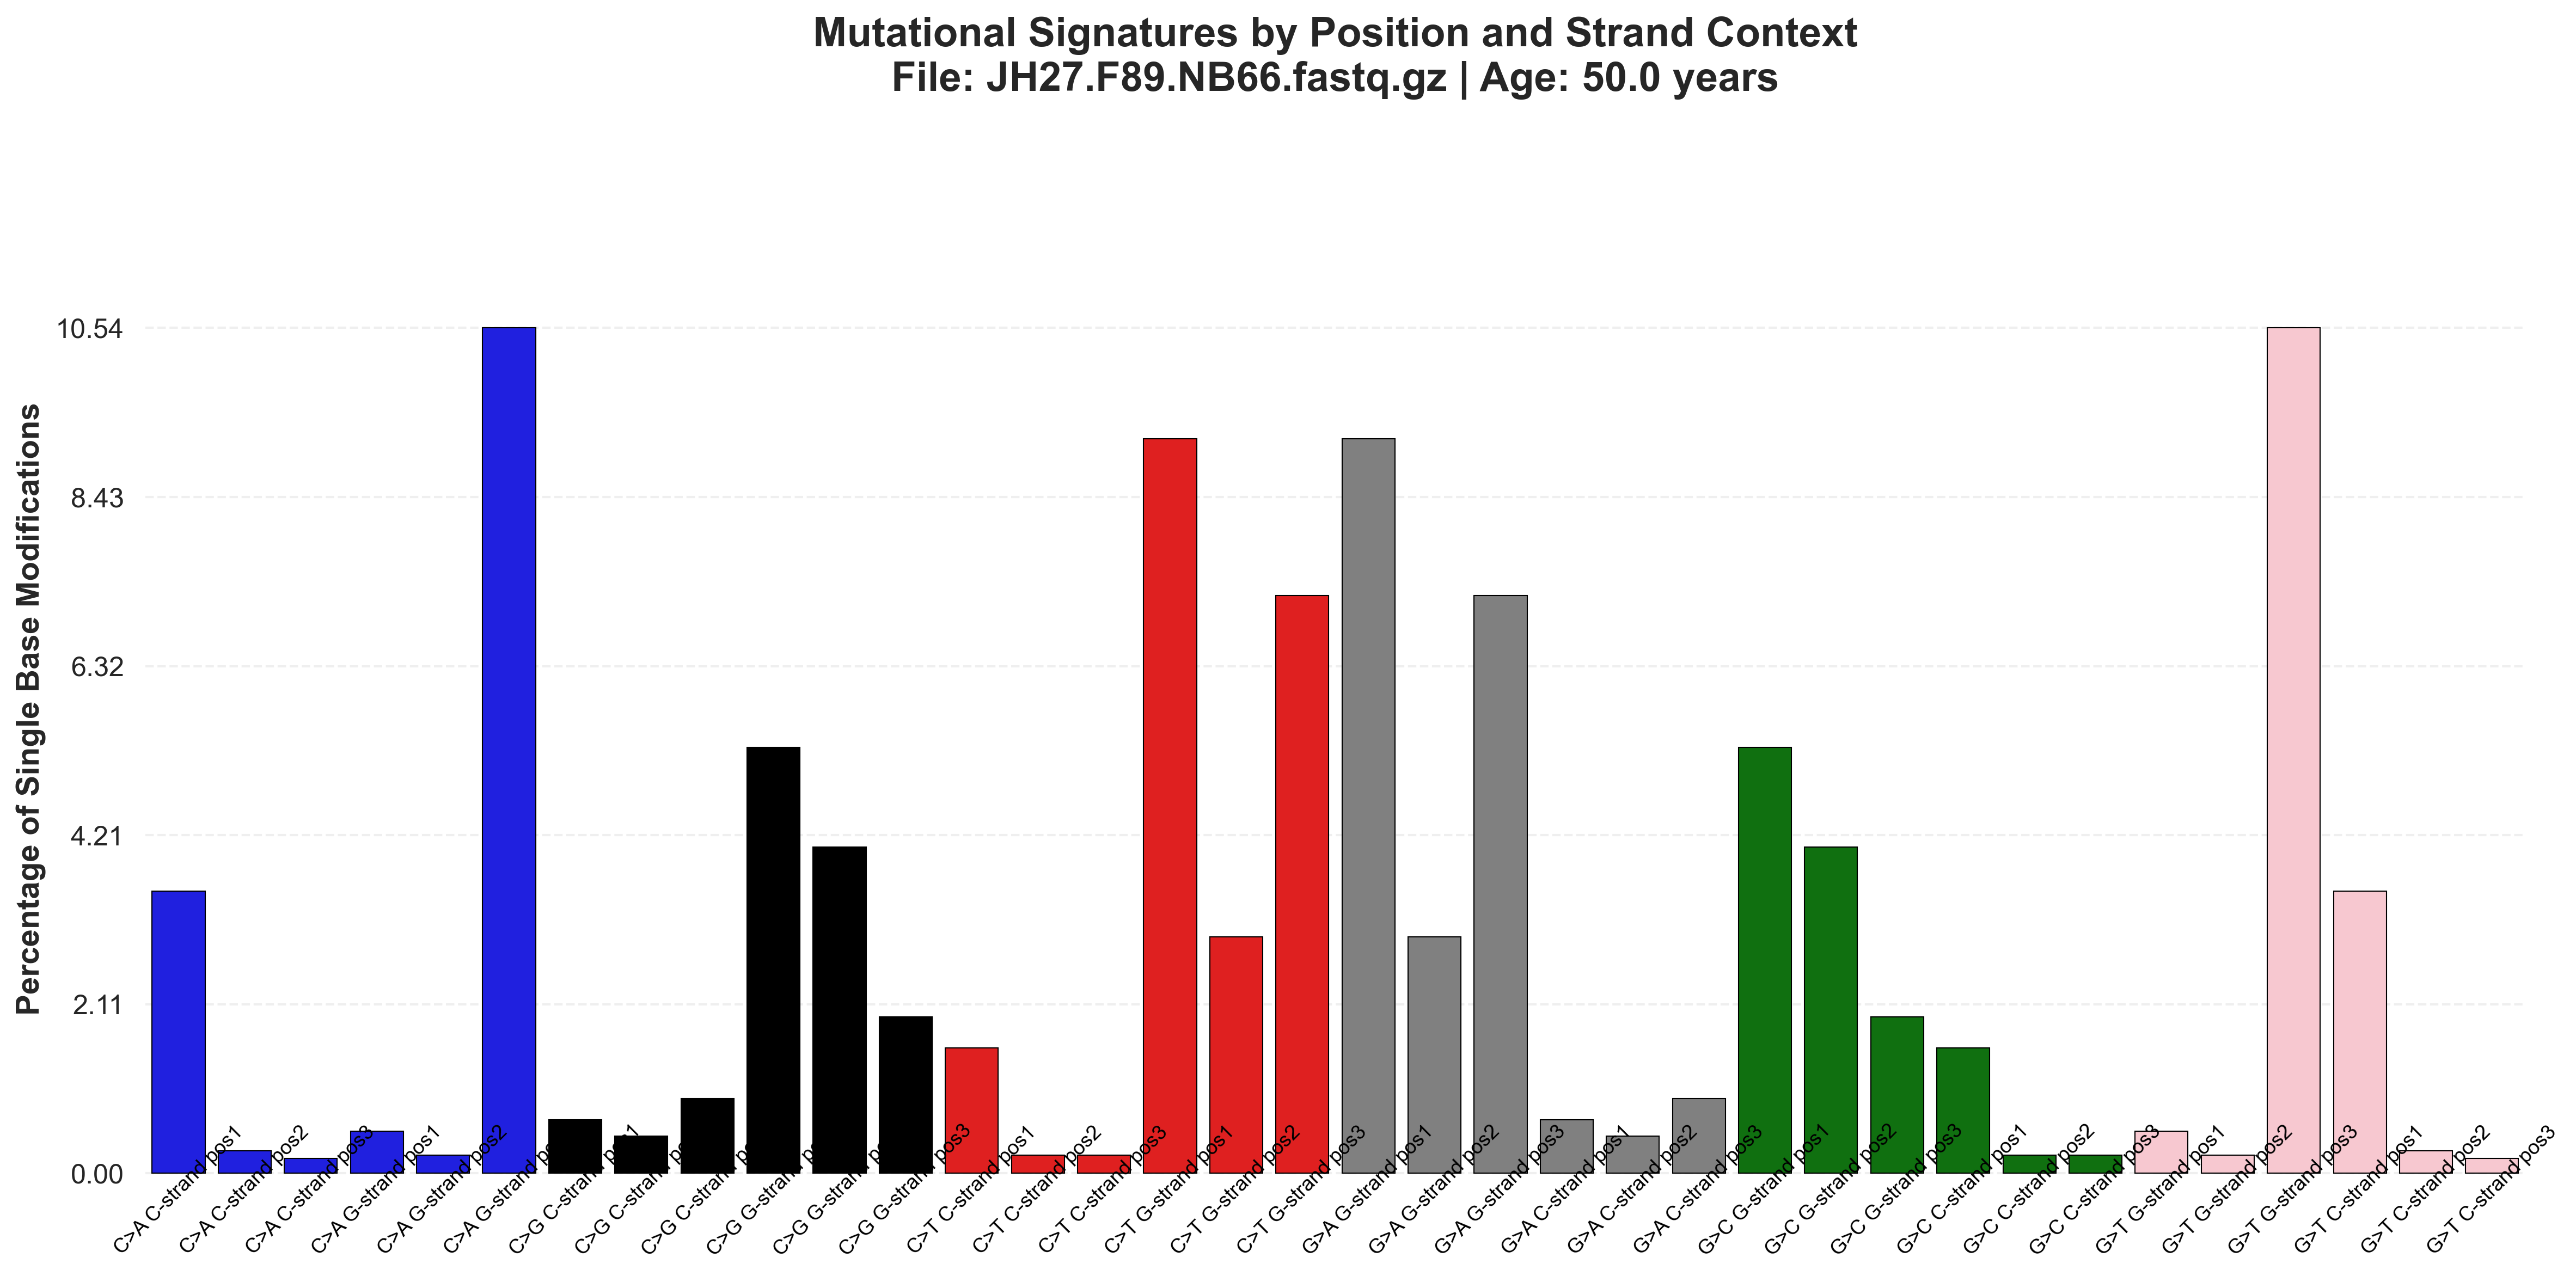 Mutational Signatures by Position and Strand Context
File: JH27.F89.NB66.fastq.gz | Age: 50.0 years
Percentage of Single Base Modifications
10.54
8.43
6.32
4.21
2.11
0.00
C>A C-strand pos1
C>A C-strand pos2
C>A C-strand pos3
C>A G-strand pos1
C>A G-strand pos2
C>A G-strand pos3
C>G C-strand pos1
C>G C-strand pos2
C>G C-strand pos3
C>G G-strand pos1
C>G G-strand pos2
C>G G-strand pos3
C>T C-strand pos1
C>T C-strand pos2
C>T C-strand pos3
C>T G-strand pos1
C>T G-strand pos2
C>T G-strand pos3
G>A G-strand pos1
G>A G-strand pos2
G>A G-strand pos3
G>A C-strand pos1
G>A C-strand pos2
G>A C-strand pos3
G>C G-strand pos1
G>C G-strand pos2
G>C G-strand pos3
G>C C-strand pos1
G>C C-strand pos2
G>C C-strand pos3
G>T G-strand pos1
G>T G-strand pos2
G>T G-strand pos3
G>T C-strand pos1
G>T C-strand pos2
G>T C-strand pos3